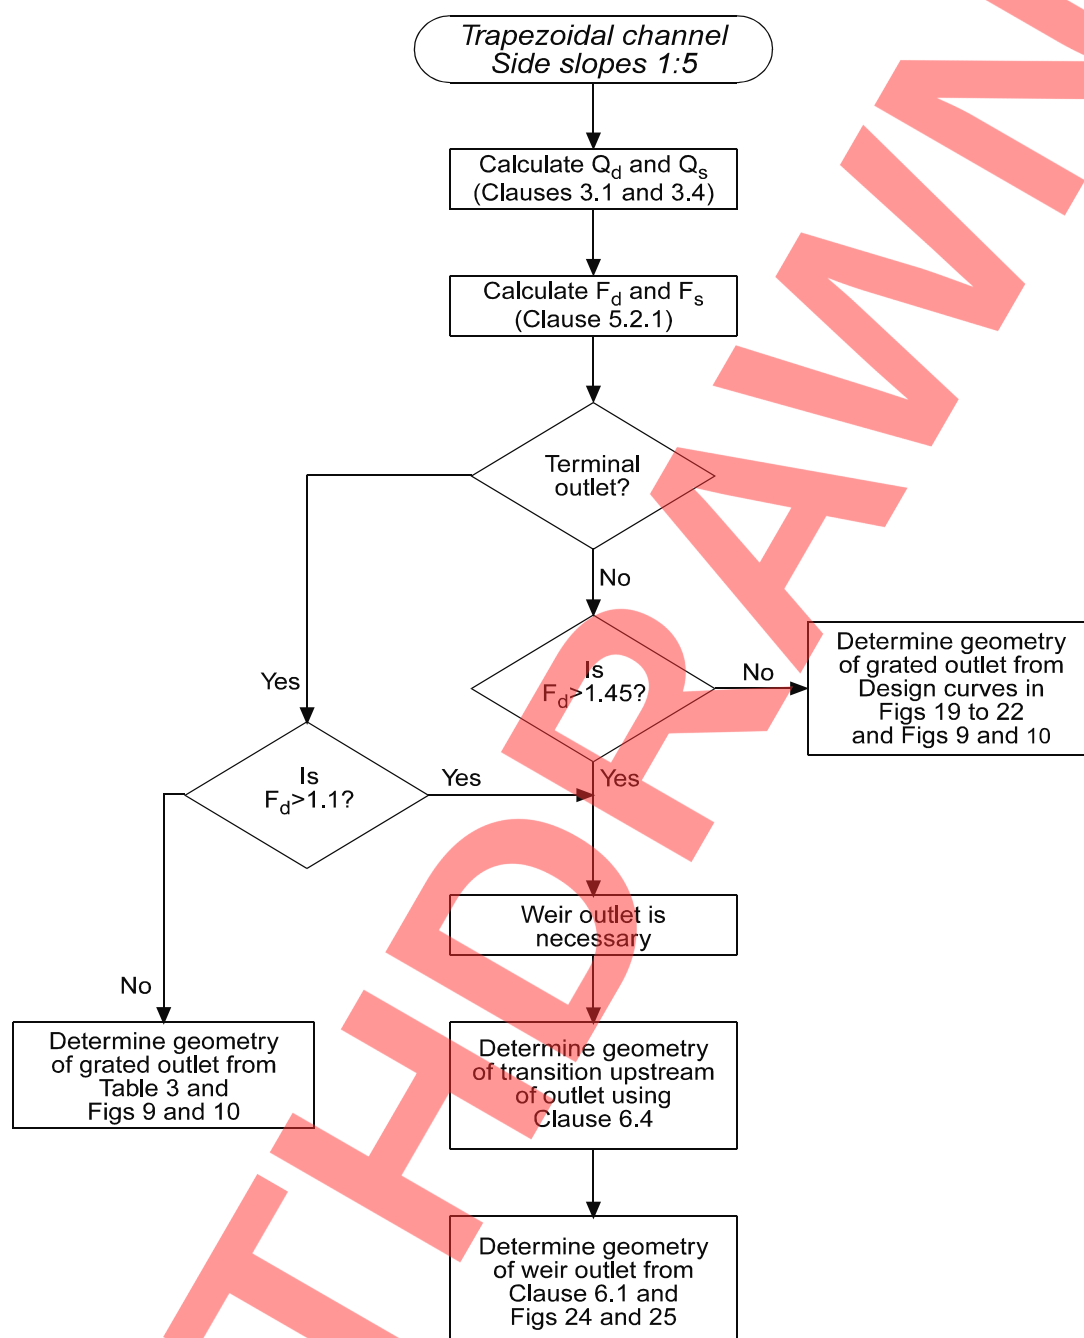 Trapezoidal channel
Side slopes 1:5
Calculate Qd and Qs
(Clauses 3.1 and 3.4)
Calculate Fd and Fs
(Clause 5.2.1)
Terminal
outlet?
No
Yes
Is
Fd>1.45?
No
Determine geometry
of grated outlet from
Design curves in
Figs 19 to 22
and Figs 9 and 10
Yes
Is
Fd>1.1?
Yes
No
Weir outlet is
necessary
Determine geometry
of grated outlet from
Table 3 and
Figs 9 and 10
Determine geometry
of transition upstream
of outlet using
Clause 6.4
Determine geometry
of weir outlet from
Clause 6.1 and
Figs 24 and 25
THDRAWN